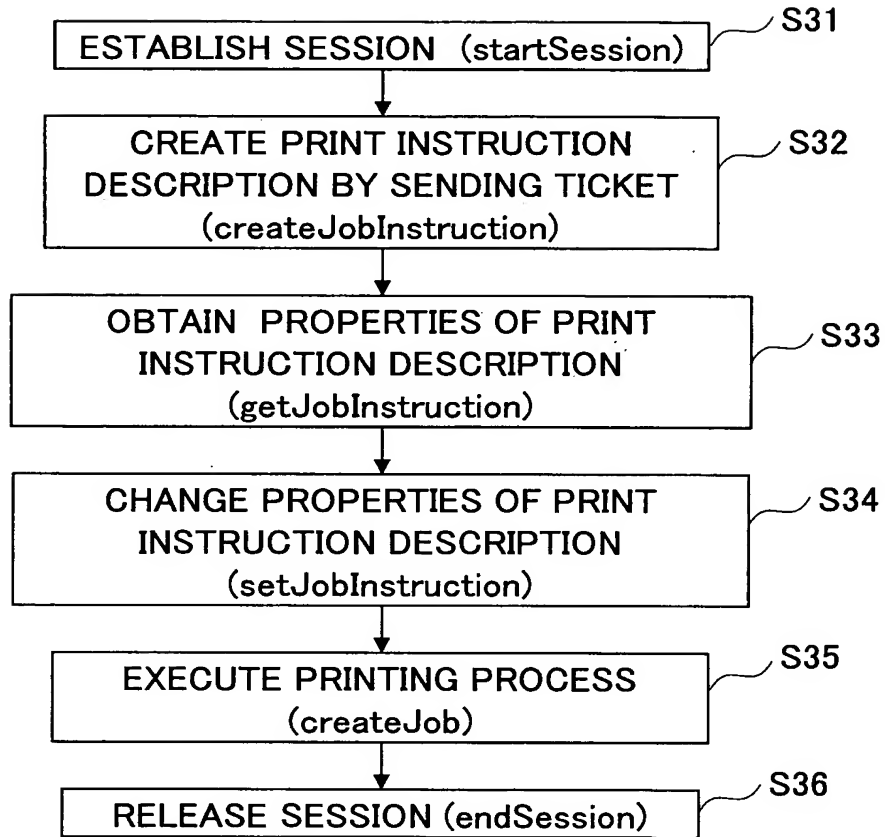 ESTABLISH SESSION (startSession)
S31
CREATE PRINT INSTRUCTION
DESCRIPTION BY SENDING TICKET
(createJobInstruction)
S32
OBTAIN PROPERTIES OF PRINT
INSTRUCTION DESCRIPTION
(getJobInstruction)
S33
CHANGE PROPERTIES OF PRINT
INSTRUCTION DESCRIPTION
(setJobInstruction)
S34
EXECUTE PRINTING PROCESS
(createJob)
S35
RELEASE SESSION (endSession)
S36